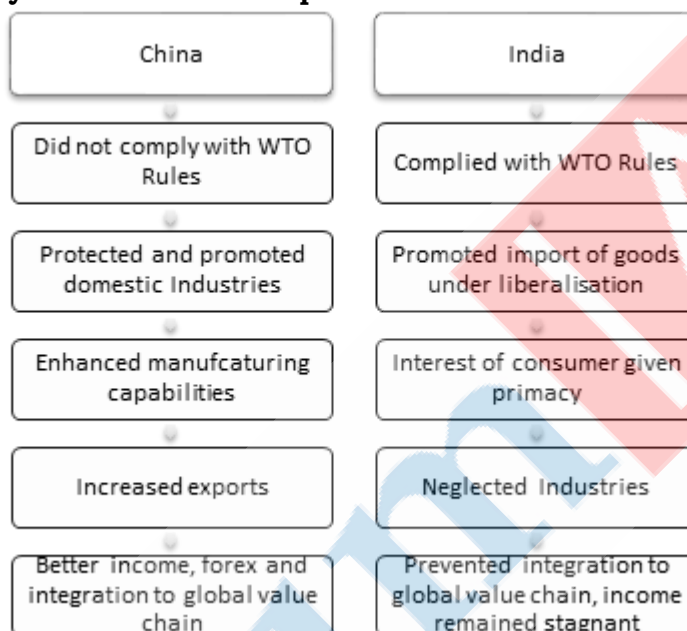 China
Did not comply with WTO
Rules
Protected and promoted
domestic Industries
Enhanced manufcaturing
capabilities
Increased exports
Better income, forex and
integration to global value
chain
India
Complied with WTO Rules
Promoted import of goods
under liberalisation
Interest of consumer given
primacy
Neglected Industries
Prevented integration to
global value chain, income
remained stagnant